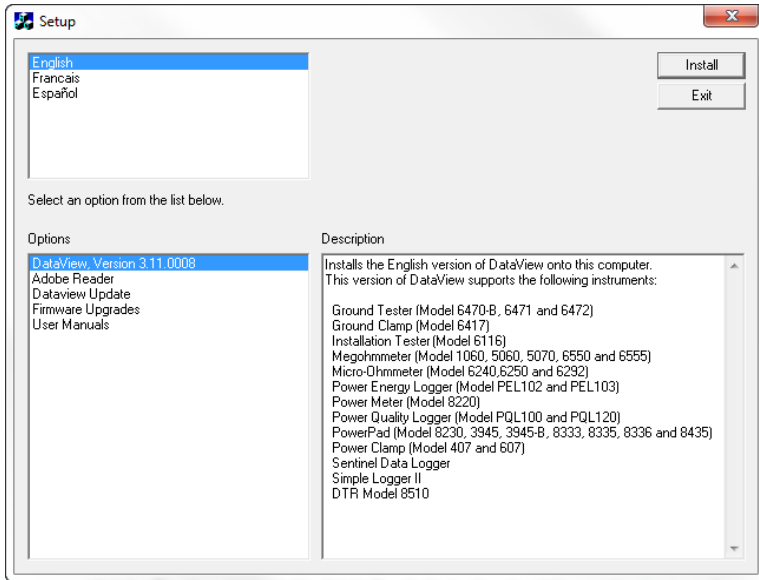 Setup
English
Francais
Español
Install
Exit
Select an option from the list below.
Options
DataView, Version 3.11.0008
Adobe Reader
Dataview Update
Firmware Upgrades
User Manuals
Description
Installs the English version of DataView onto this computer.
This version of DataView supports the following instruments:
Ground Tester (Model 6470-B, 6471 and 6472)
Ground Clamp (Model 6417)
Installation Tester (Model 6116)
Megohmmeter (Model 1060, 5060, 5070, 6550 and 6555)
Micro-Ohmmeter (Model 6240,6250 and 6292)
Power Energy Logger (Model PEL102 and PEL103)
Power Meter (Model 8220)
Power Quality Logger (Model PQL100 and PQL120)
PowerPad (Model 8230, 3945, 3945-B, 8333, 8335, 8336 and 8435)
Power Clamp (Model 407 and 607)
Sentinel Data Logger
Simple Logger II
DTR Model 8510